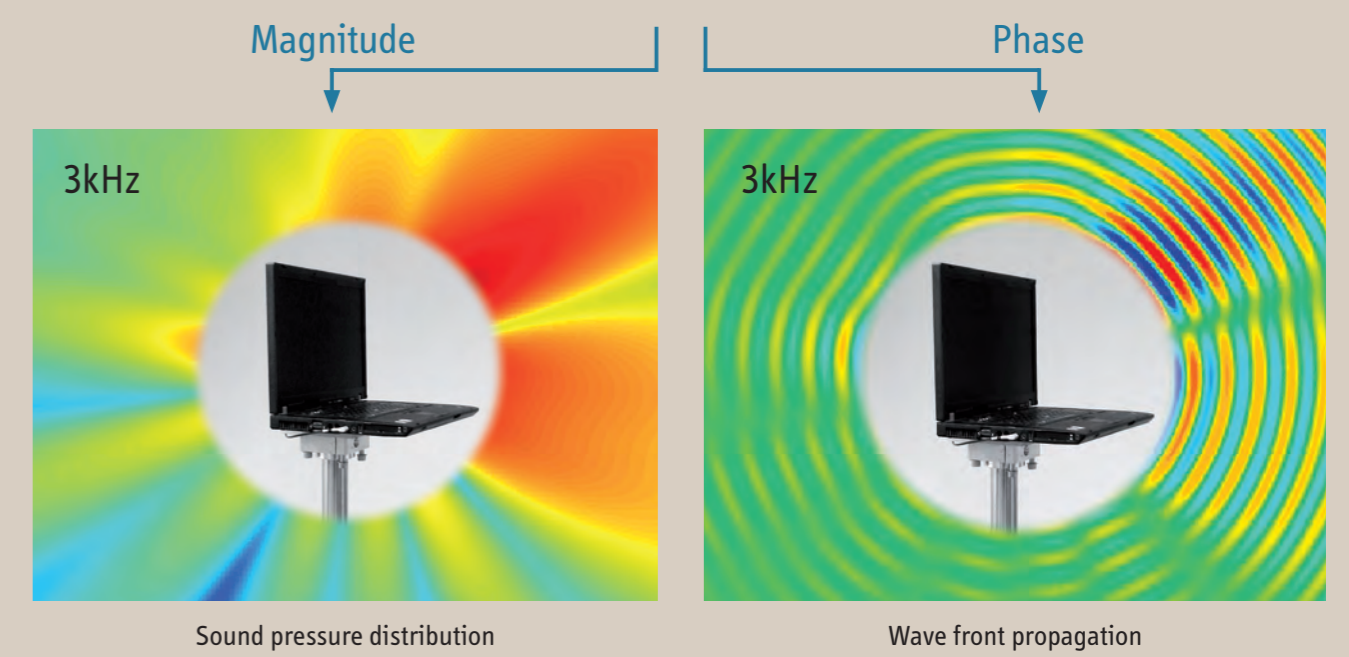 Magnitude
Phase
3kHz
3kHz
Sound pressure distribution
Wave front propagation